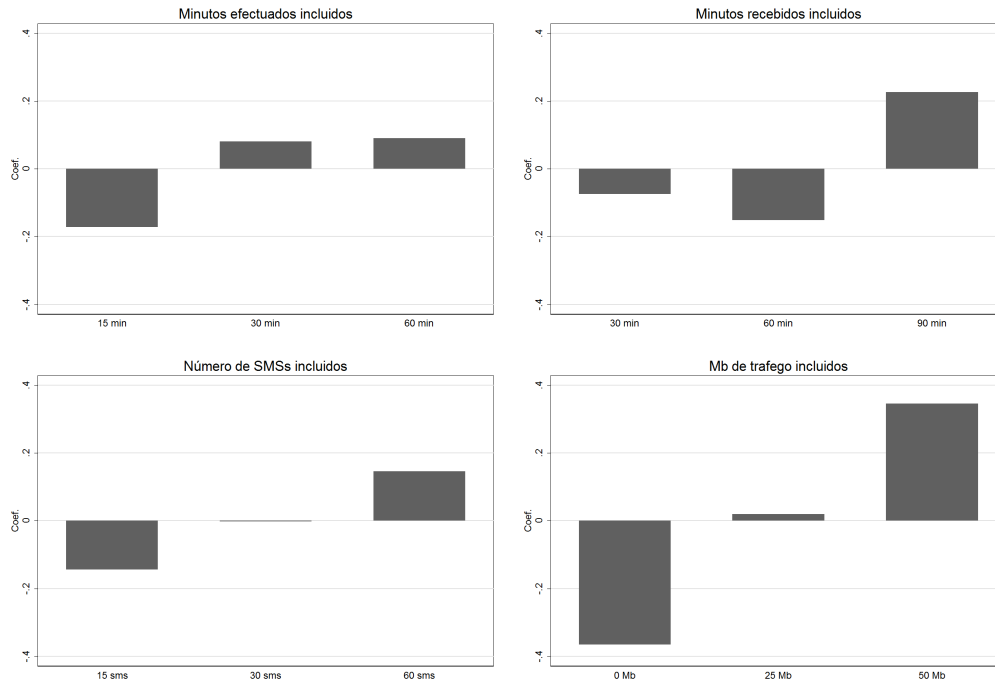 Minutos efectuados incluidos
.4
.2
0
-.2
-.4
Coef.
15 min
30 min
60 min
Minutos recebidos incluidos
.4
.2
0
-.2
-.4
Coef.
30 min
60 min
90 min
Número de SMSs incluidos
.4
.2
0
-.2
-.4
Coef.
15 sms
30 sms
60 sms
Mb de trafego incluidos
.4
.2
0
-.2
-.4
Coef.
0 Mb
25 Mb
50 Mb